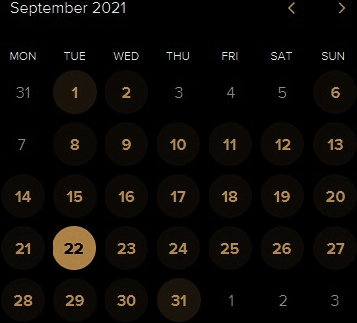 September 2021
MON TUE WED THU FRI SAT SUN
31 1 2 3 4 5 6
7 8 9 10 11 12 13
14 15 16 17 18 19 20
21 22 23 24 25 26 27
28 29 30 31 1 2 3